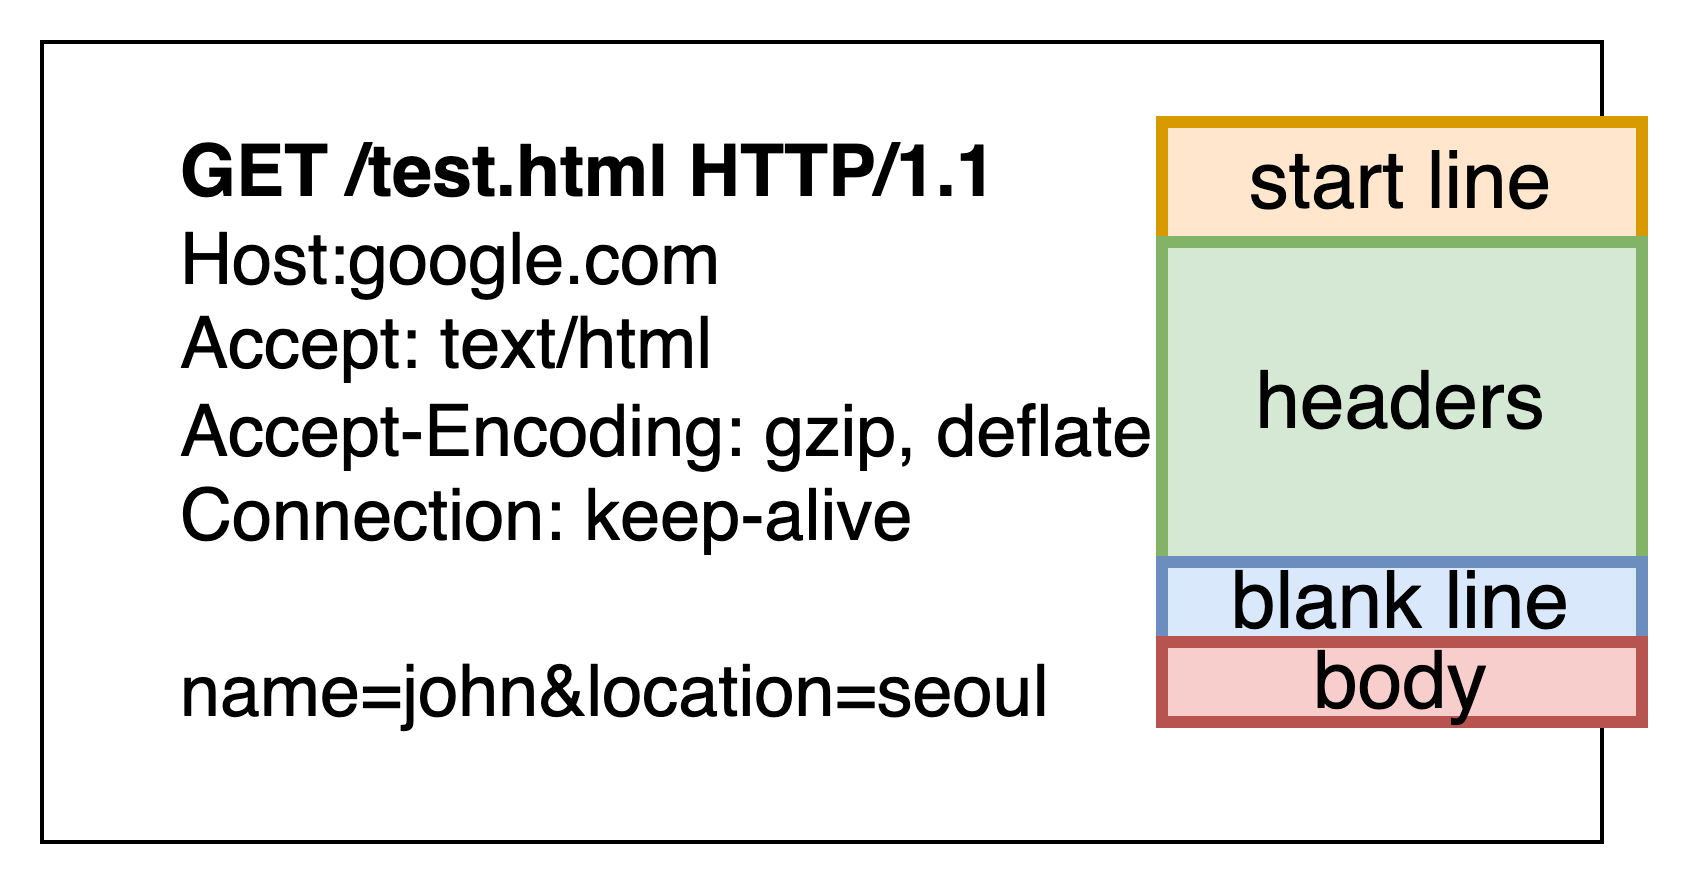 GET /test.html HTTP/1.1
Host:google.com
Accept: text/html
Accept-Encoding: gzip, deflate
Connection: keep-alive
name=john&location=seoul
start line
headers
blank line
body